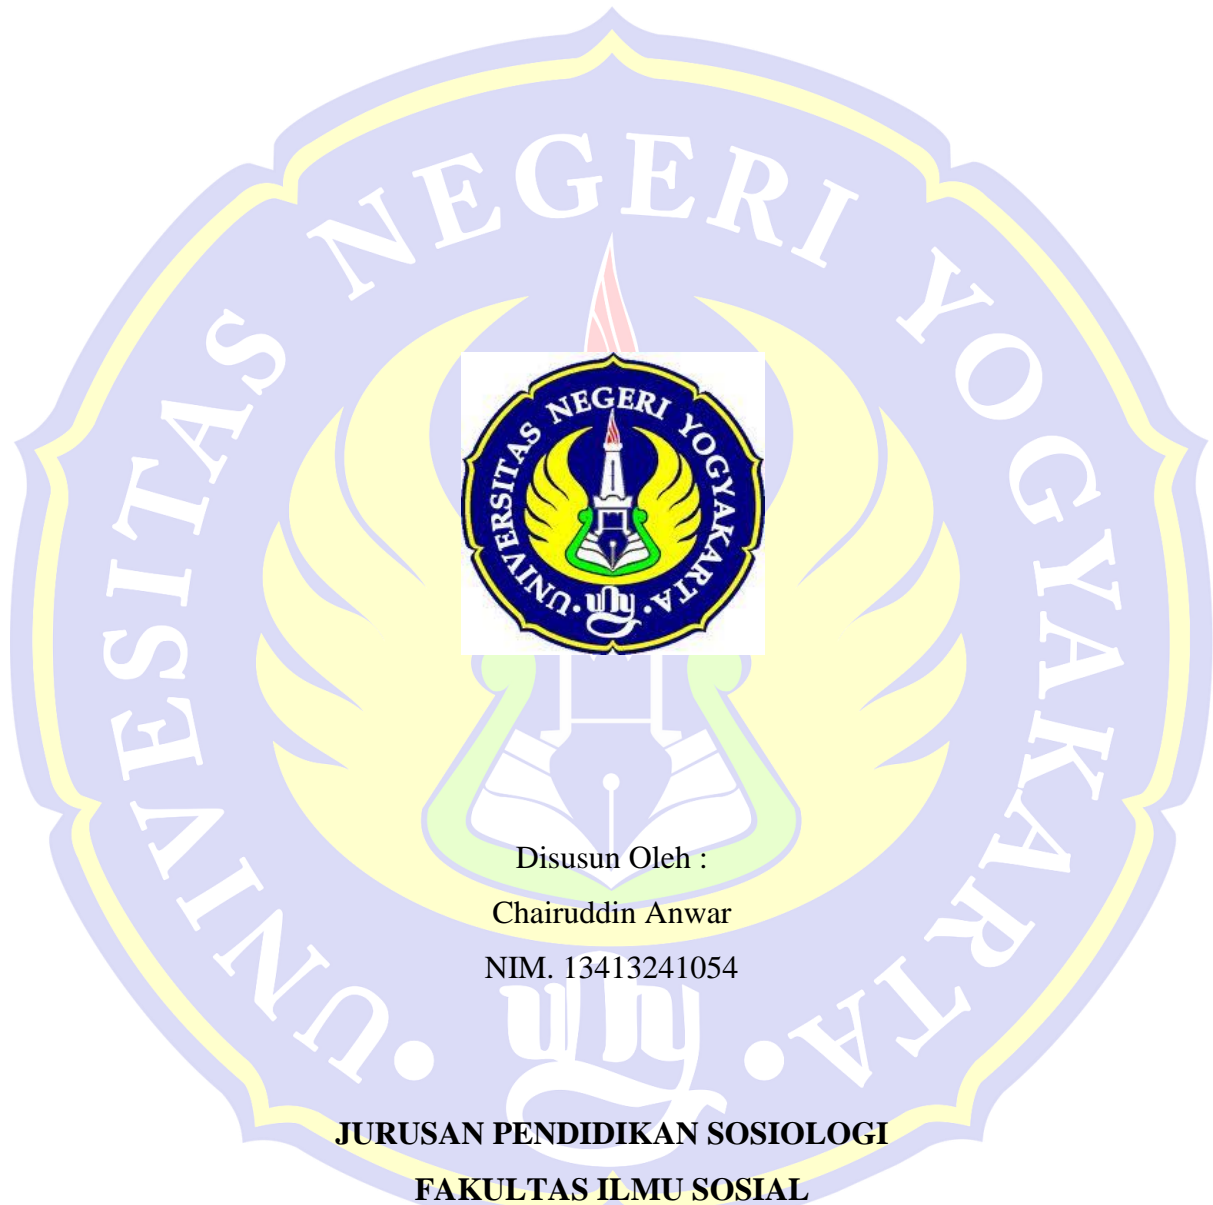 UNIVESITAS NEGERI YOGYAKARTA
uny
UNIVERSITAS NEGERI YOGYAKARTA
uny
Disusun Oleh :
Chairuddin Anwar
NIM. 13413241054
JURUSAN PENDIDIKAN SOSIOLOGI
FAKULTAS ILMU SOSIAL